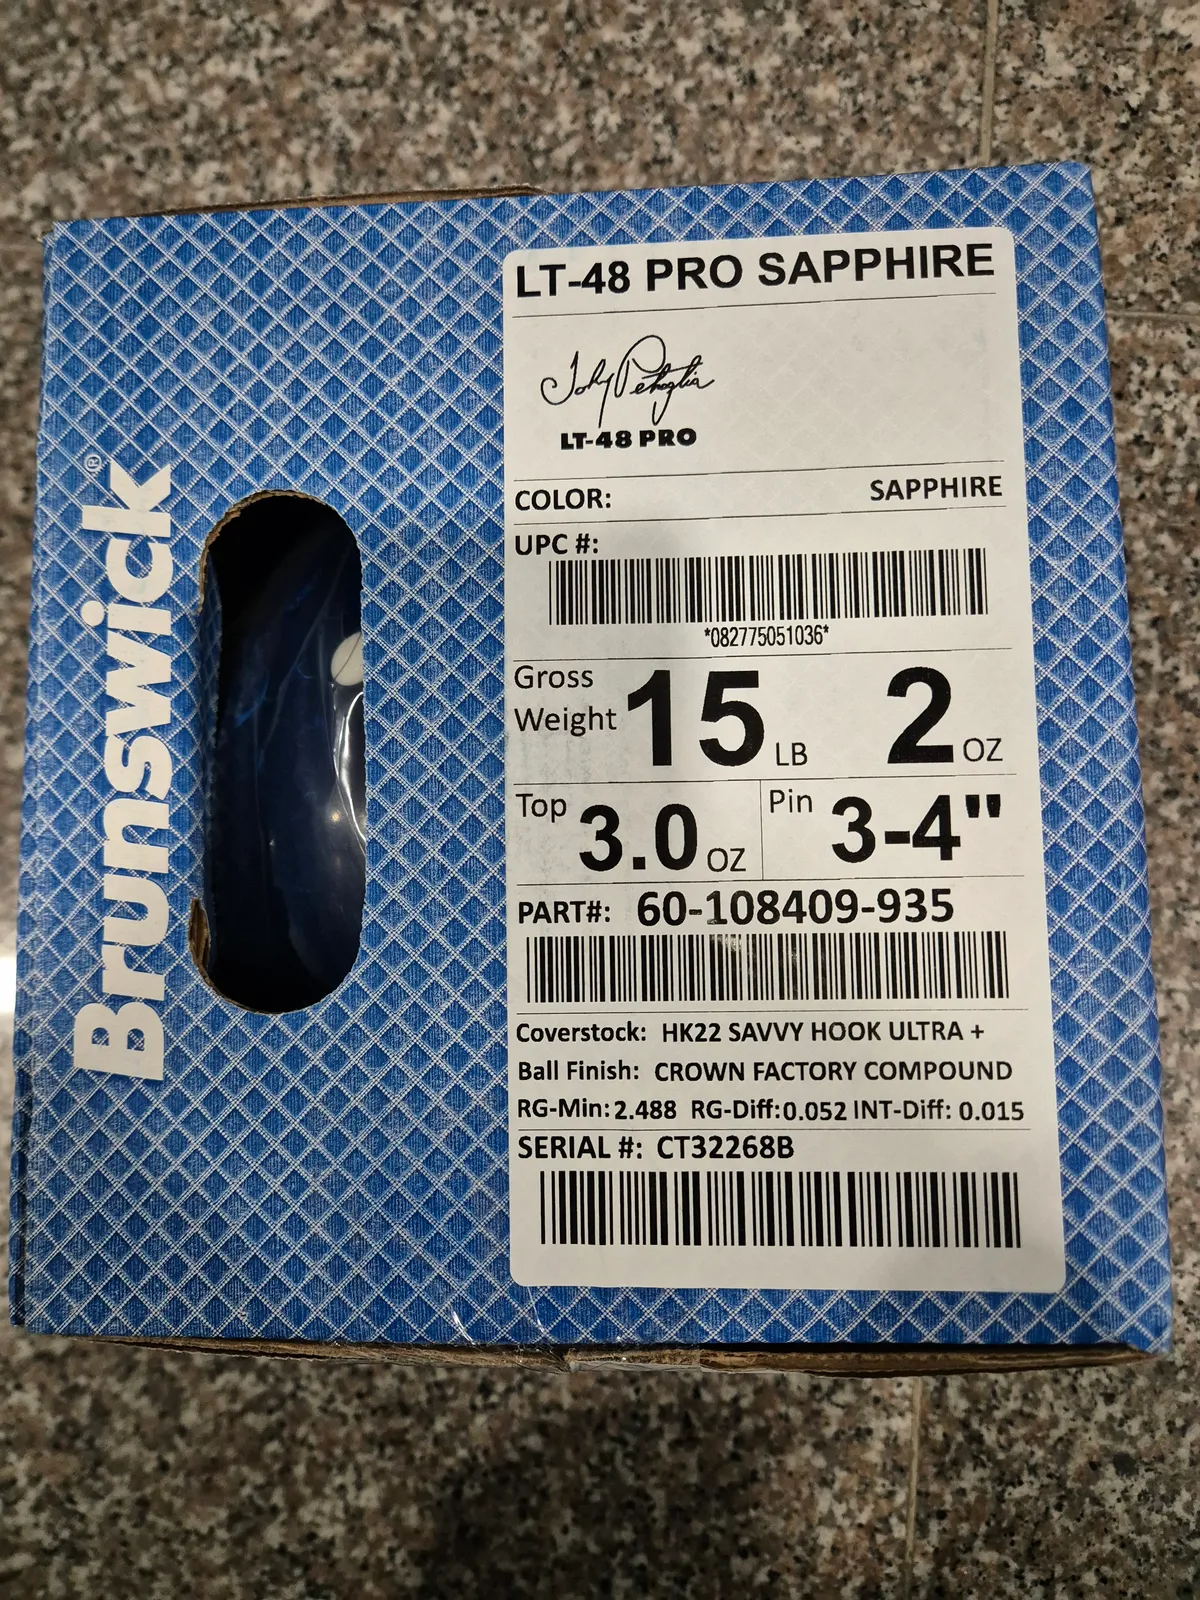 Brunswick®
LT-48 PRO SAPPHIRE
LT-48 PRO
COLOR: SAPPHIRE
UPC #:
*082775051036*
Gross Weight 15 LB 2 OZ
Top 3.0 OZ Pin 3-4"
PART#: 60-108409-935
Coverstock: HK22 SAVVY HOOK ULTRA +
Ball Finish: CROWN FACTORY COMPOUND
RG-Min: 2.488 RG-Diff: 0.052 INT-Diff: 0.015
SERIAL #: CT32268B